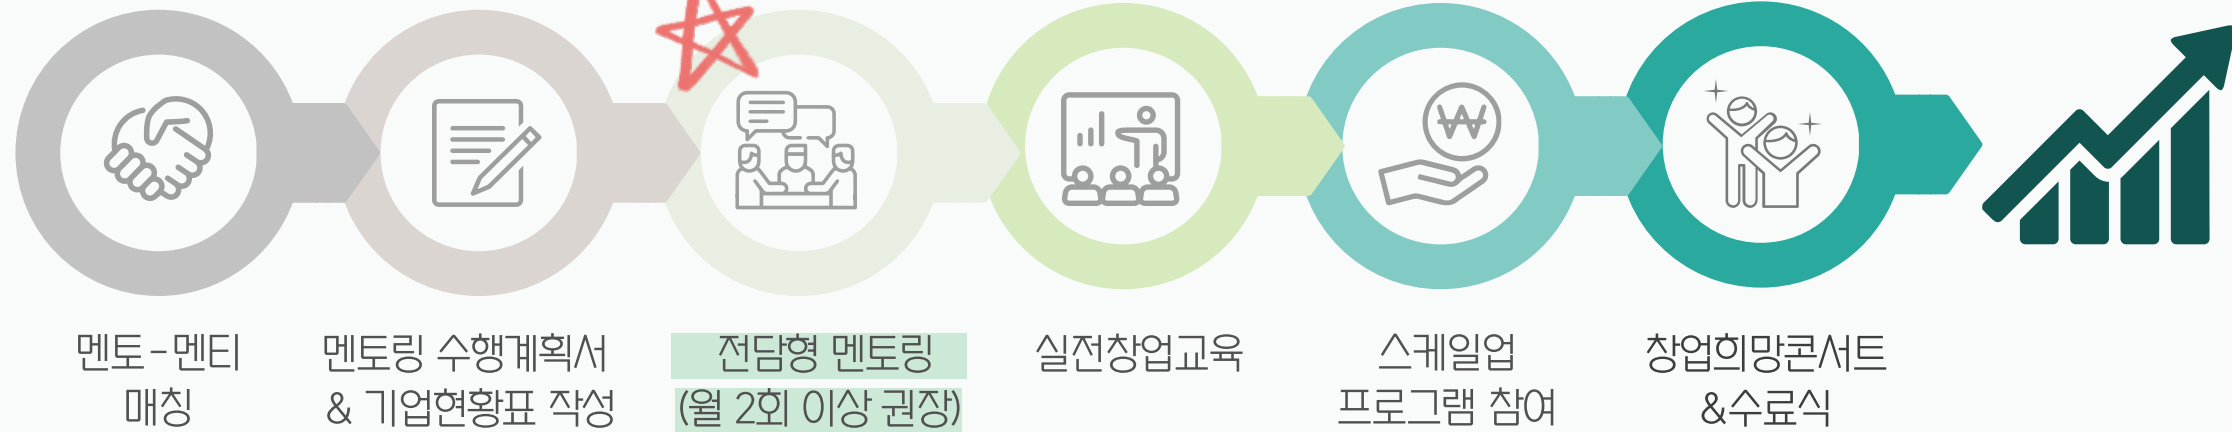 멘토-멘티
매칭
멘토링 수행계획서
& 기업현황표 작성
전담형 멘토링
(월 2회 이상 권장)
실전창업교육
스케일업
프로그램 참여
창업희망콘서트
&수료식